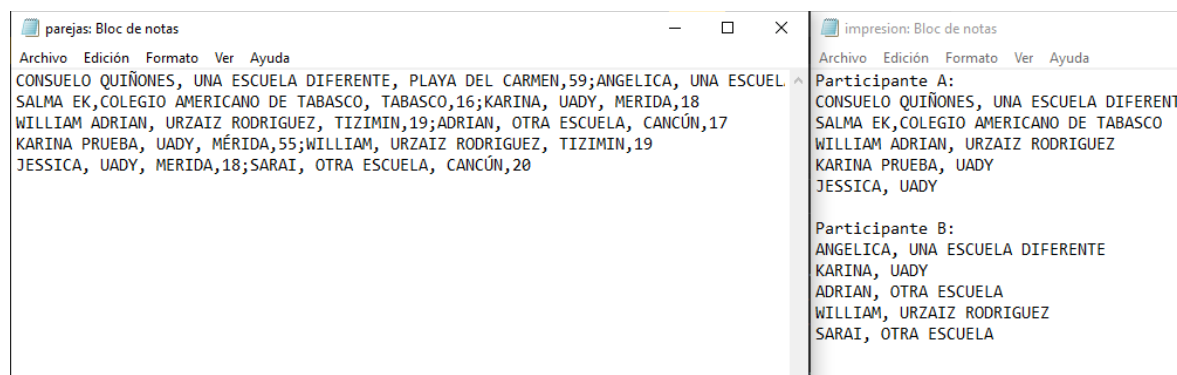 parejas: Bloc de notas
Archivo Edición Formato Ver Ayuda
CONSUELO QUIÑONES, UNA ESCUELA DIFERENTE, PLAYA DEL CARMEN,59;ANGELICA, UNA ESCUEL
SALMA EK,COLEGIO AMERICANO DE TABASCO, TABASCO,16;KARINA, UADY, MERIDA,18
WILLIAM ADRIAN, URZAIZ RODRIGUEZ, TIZIMIN,19;ADRIAN, OTRA ESCUELA, CANCÚN,17
KARINA PRUEBA, UADY, MÉRIDA,55;WILLIAM, URZAIZ RODRIGUEZ, TIZIMIN,19
JESSICA, UADY, MERIDA,18;SARAI, OTRA ESCUELA, CANCÚN,20
impresion: Bloc de notas
Archivo Edición Formato Ver Ayuda
Participante A:
CONSUELO QUIÑONES, UNA ESCUELA DIFERENT
SALMA EK,COLEGIO AMERICANO DE TABASCO
WILLIAM ADRIAN, URZAIZ RODRIGUEZ
KARINA PRUEBA, UADY
JESSICA, UADY
Participante B:
ANGELICA, UNA ESCUELA DIFERENTE
KARINA, UADY
ADRIAN, OTRA ESCUELA
WILLIAM, URZAIZ RODRIGUEZ
SARAI, OTRA ESCUELA